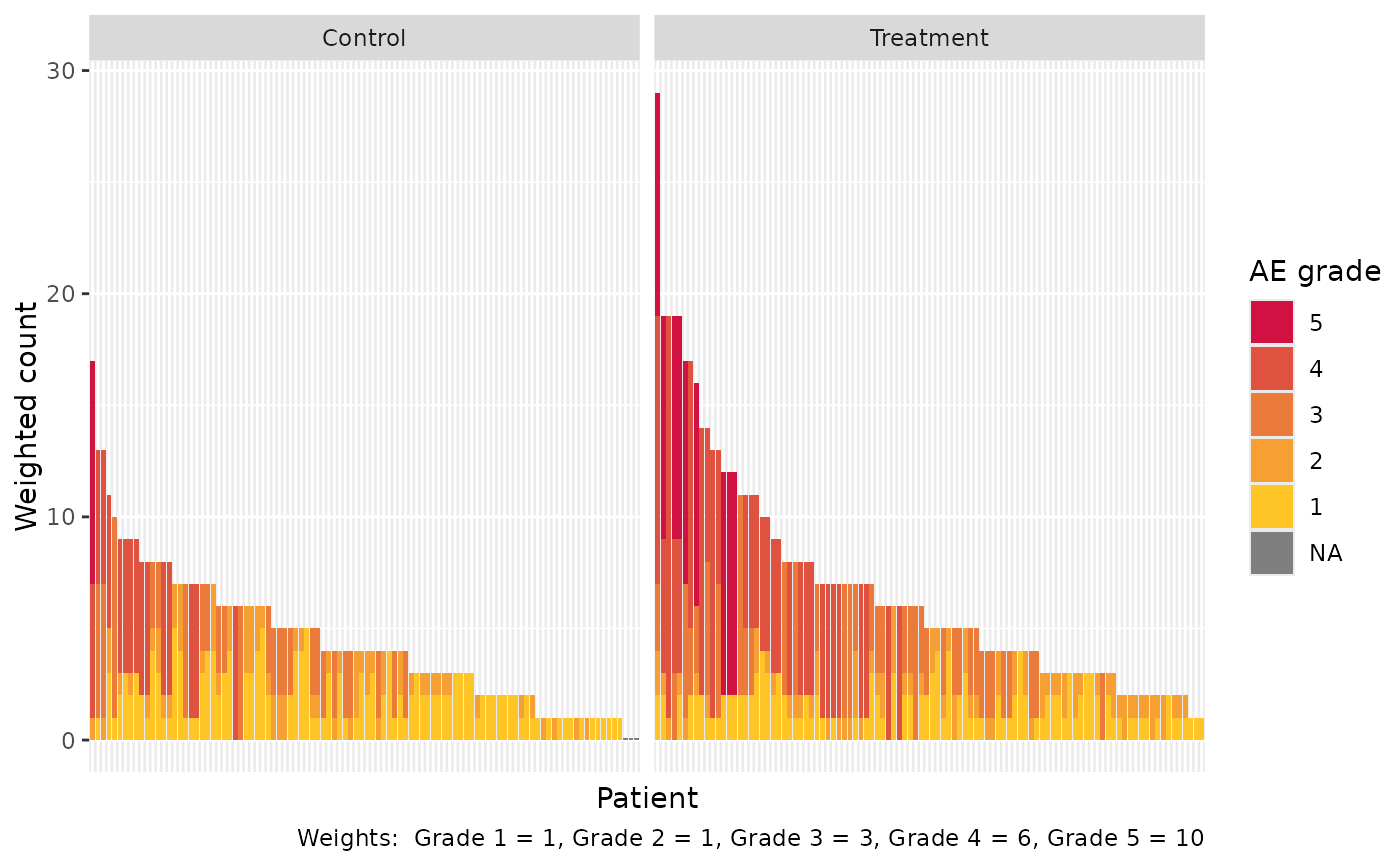 Control
Treatment
30
20
10
0
Weighted count
Patient
AE grade
5
4
3
2
1
NA
Weights:  Grade 1 = 1, Grade 2 = 1, Grade 3 = 3, Grade 4 = 6, Grade 5 = 10